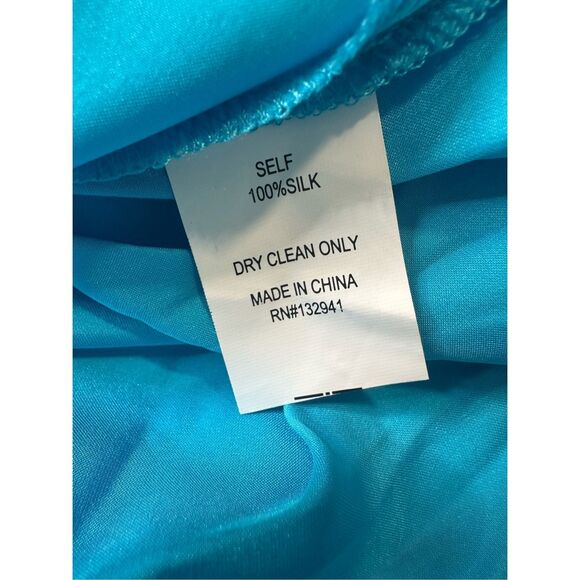 SELF
100%SILK
DRY CLEAN ONLY
MADE IN CHINA
RN#132941